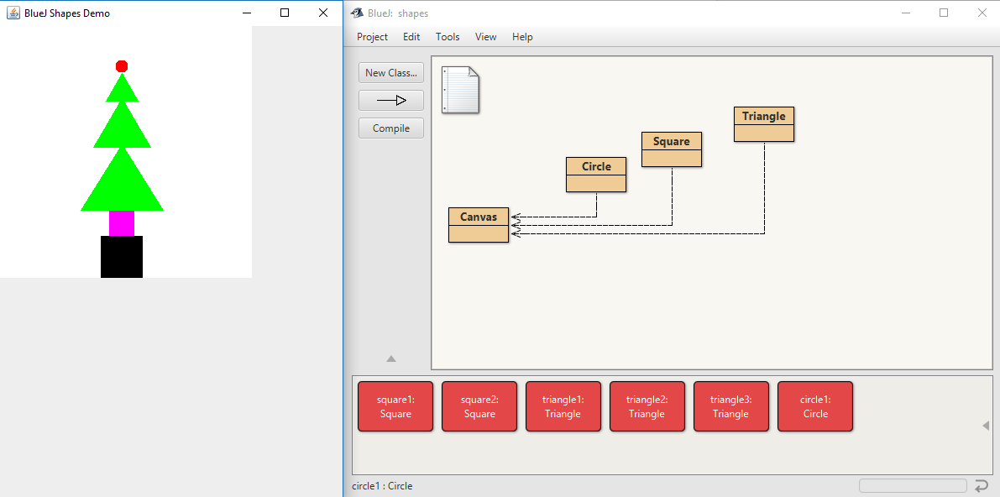 BlueJ Shapes Demo
BlueJ: shapes
Project Edit Tools View Help
New Class...
Compile
Triangle
Square
Circle
Canvas
square1:
Square
square2:
Square
triangle1:
Triangle
triangle2:
Triangle
triangle3:
Triangle
circle1:
Circle
circle1 : Circle